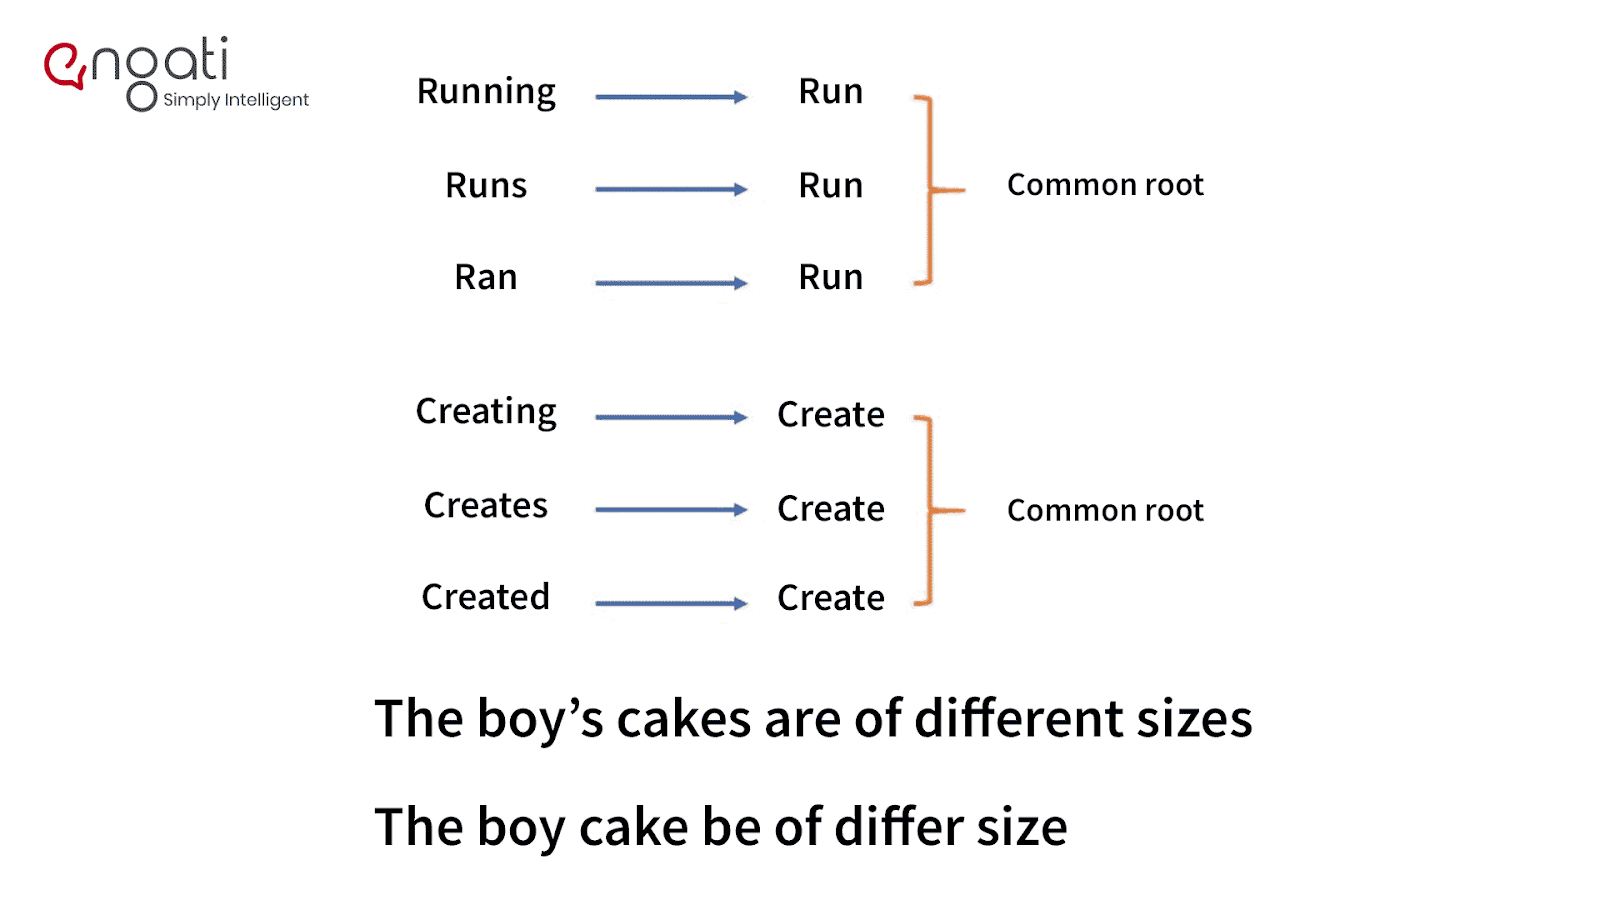 engati
Simply Intelligent
Running Run
Runs Run Common root
Ran Run
Creating Create
Creates Create Common root
Created Create
The boy’s cakes are of different sizes
The boy cake be of differ size